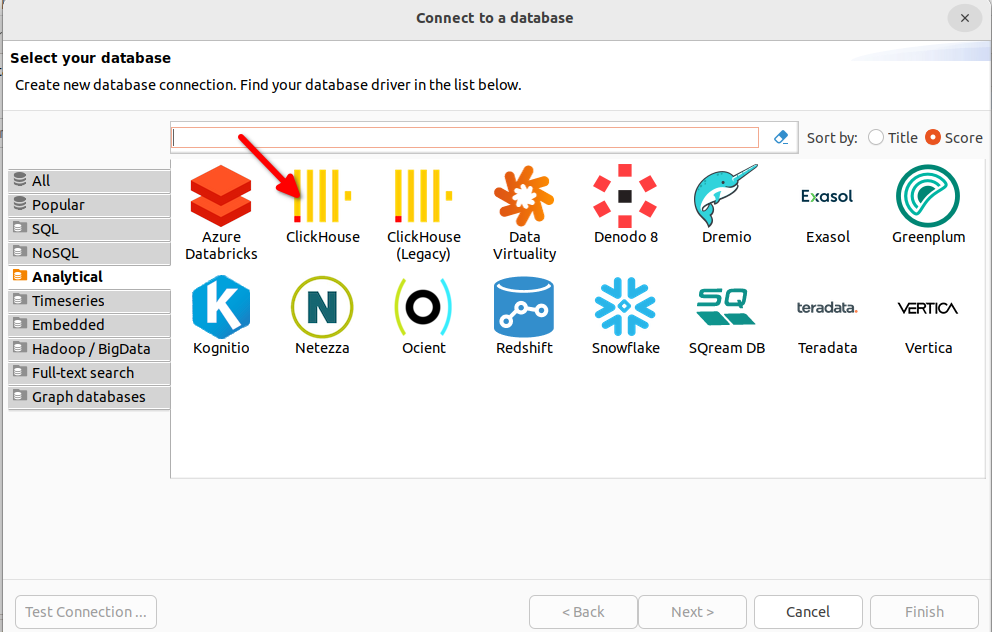 Connect to a database
Select your database
Create new database connection. Find your database driver in the list below.
Sort by: Title Score
All
Popular
SQL
NoSQL
Analytical
Timeseries
Embedded
Hadoop / BigData
Full-text search
Graph databases
Azure Databricks
ClickHouse
ClickHouse (Legacy)
Data Virtuality
Denodo 8
Dremio
Exasol
Exasol
Greenplum
K
Kognitio
N
Netezza
Ocient
Redshift
Snowflake
SQ
SQream DB
teradata.
Teradata
VERTICA
Vertica
Test Connection ...
< Back
Next >
Cancel
Finish